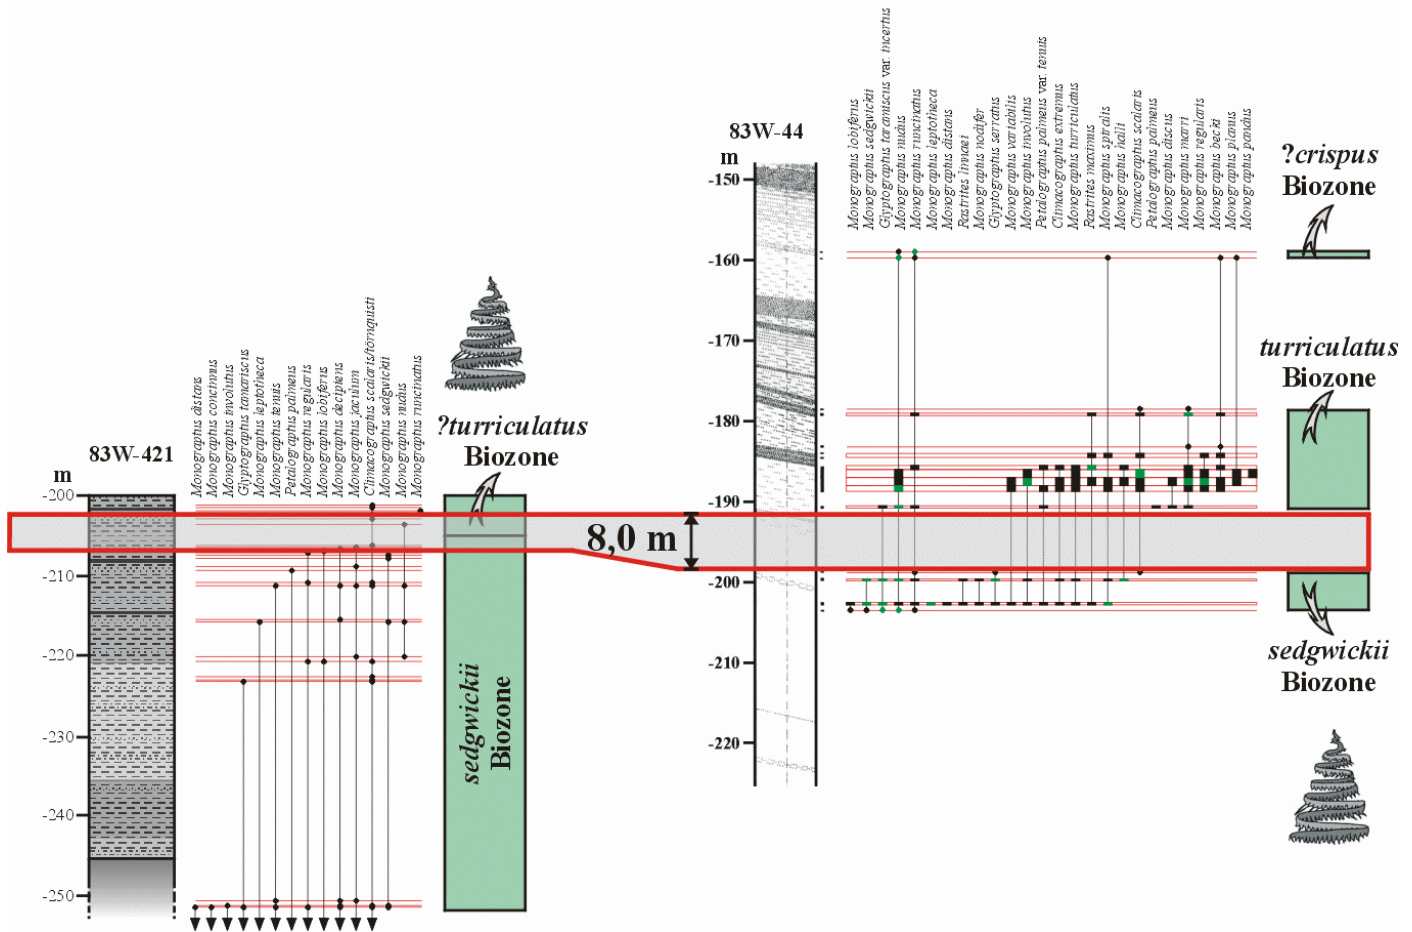 83W-421
m
-200
-210
-220
-230
-240
-250
Monograptus distans
Monograptus concinnus
Monograptus involutus
Glyptograptus tamariscus
Monograptus leptotheca
Monograptus tenuis
Petalograptus palmeus
Monograptus regularis
Monograptus lobiferus
Monograptus decipiens
Monograptus jaculum
Climacograptus scalaris/törnquisti
Monograptus sedgwickii
Monograptus nudus
Monograptus runcinatus
?turriculatus
Biozone
sedgwickii
Biozone
8,0 m
83W-44
m
-150
-160
-170
-180
-190
-200
-210
-220
Monograptus lobiferus
Monograptus sedgwickii
Glyptograptus taramiscus var. incertus
Monograptus nudus
Monograptus runcinatus
Monograptus leptotheca
Monograptus distans
Rastrites linnaei
Monograptus nodifer
Glyptograptus serratus
Monograptus variabilis
Monograptus involutus
Petalograptus palmeus var. tenuis
Climacograptus extremus
Monograptus turriculatus
Rastrites maximus
Monograptus spiralis
Monograptus halli
Climacograptus scalaris
Petalograptus palmeus
Monograptus discus
Monograptus marri
Monograptus regularis
Monograptus becki
Monograptus planus
Monograptus pandus
?crispus
Biozone
turriculatus
Biozone
sedgwickii
Biozone